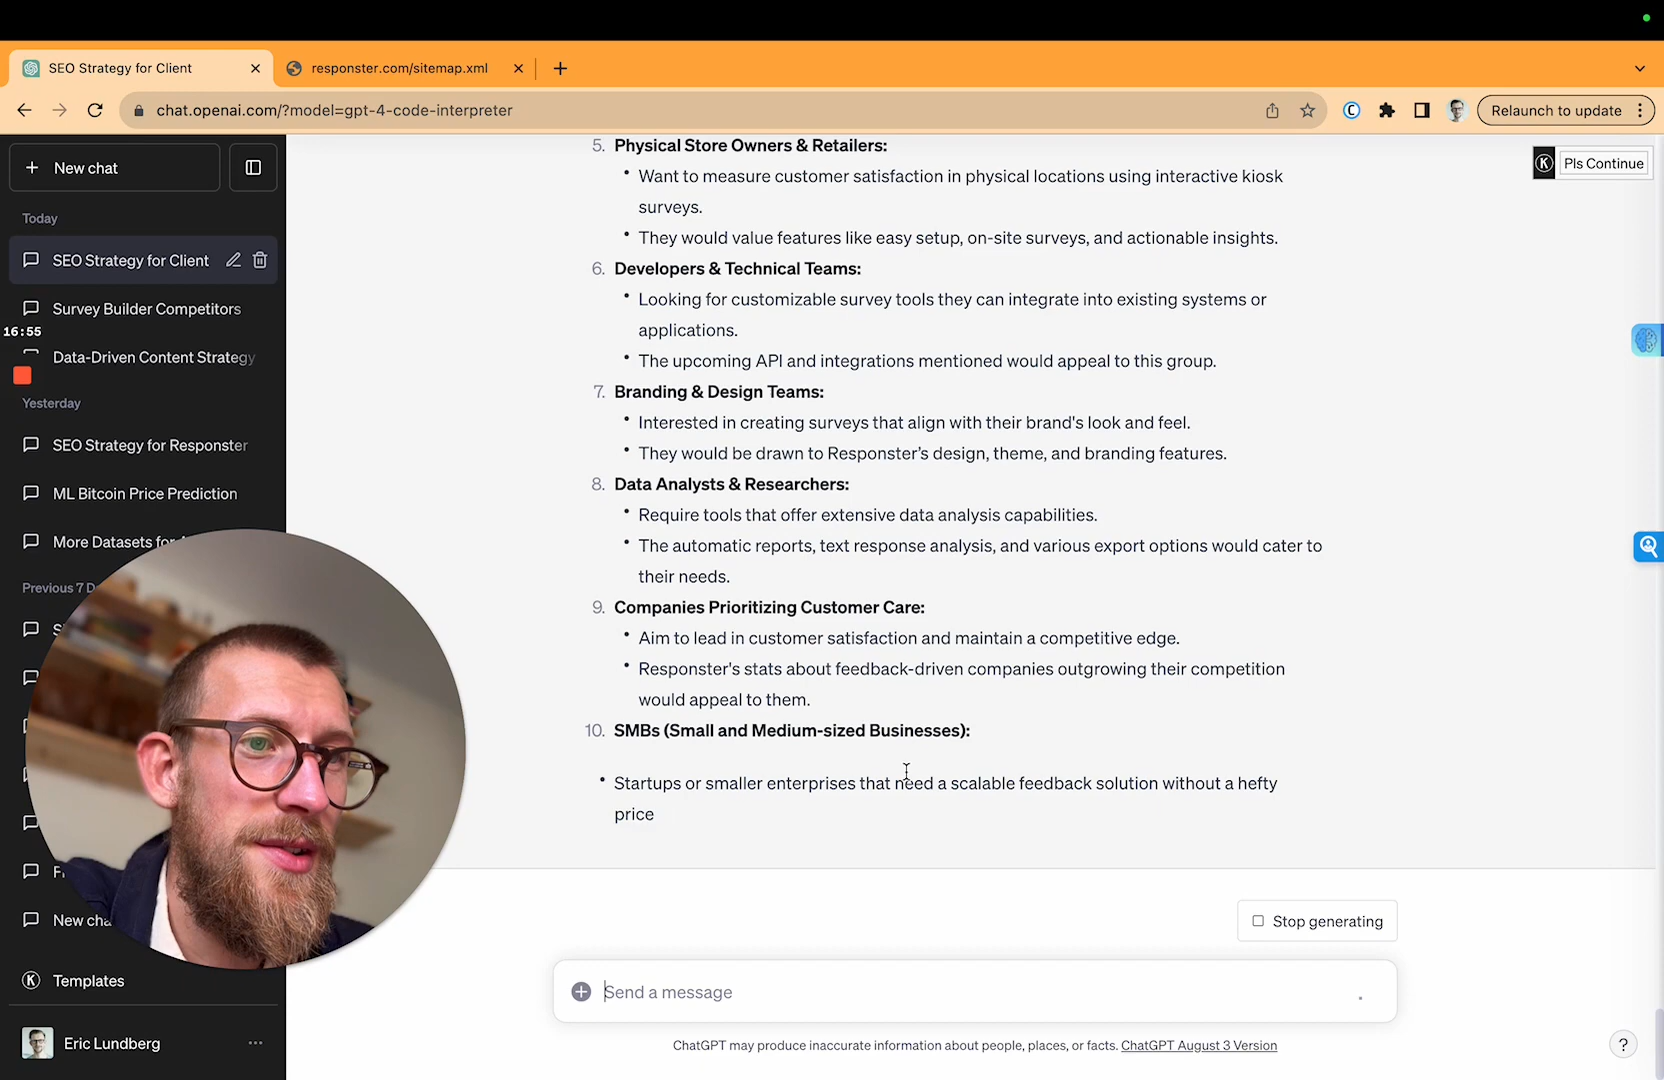 SEO Strategy for Client
responster.com/sitemap.xml
chat.openai.com/?model=gpt-4-code-interpreter
Relaunch to update
New chat
Today
SEO Strategy for Client
Survey Builder Competitors
16:55
Data-Driven Content Strategy
Yesterday
SEO Strategy for Responster
ML Bitcoin Price Prediction
More Datasets for
Previous 7 D
New cha
Templates
Eric Lundberg
K Pls Continue
5. Physical Store Owners & Retailers:
• Want to measure customer satisfaction in physical locations using interactive kiosk
surveys.
• They would value features like easy setup, on-site surveys, and actionable insights.
6. Developers & Technical Teams:
• Looking for customizable survey tools they can integrate into existing systems or
applications.
• The upcoming API and integrations mentioned would appeal to this group.
7. Branding & Design Teams:
• Interested in creating surveys that align with their brand's look and feel.
• They would be drawn to Responster’s design, theme, and branding features.
8. Data Analysts & Researchers:
• Require tools that offer extensive data analysis capabilities.
• The automatic reports, text response analysis, and various export options would cater to
their needs.
9. Companies Prioritizing Customer Care:
• Aim to lead in customer satisfaction and maintain a competitive edge.
• Responster's stats about feedback-driven companies outgrowing their competition
would appeal to them.
10. SMBs (Small and Medium-sized Businesses):
• Startups or smaller enterprises that need a scalable feedback solution without a hefty
price
Stop generating
Send a message
ChatGPT may produce inaccurate information about people, places, or facts. ChatGPT August 3 Version
?